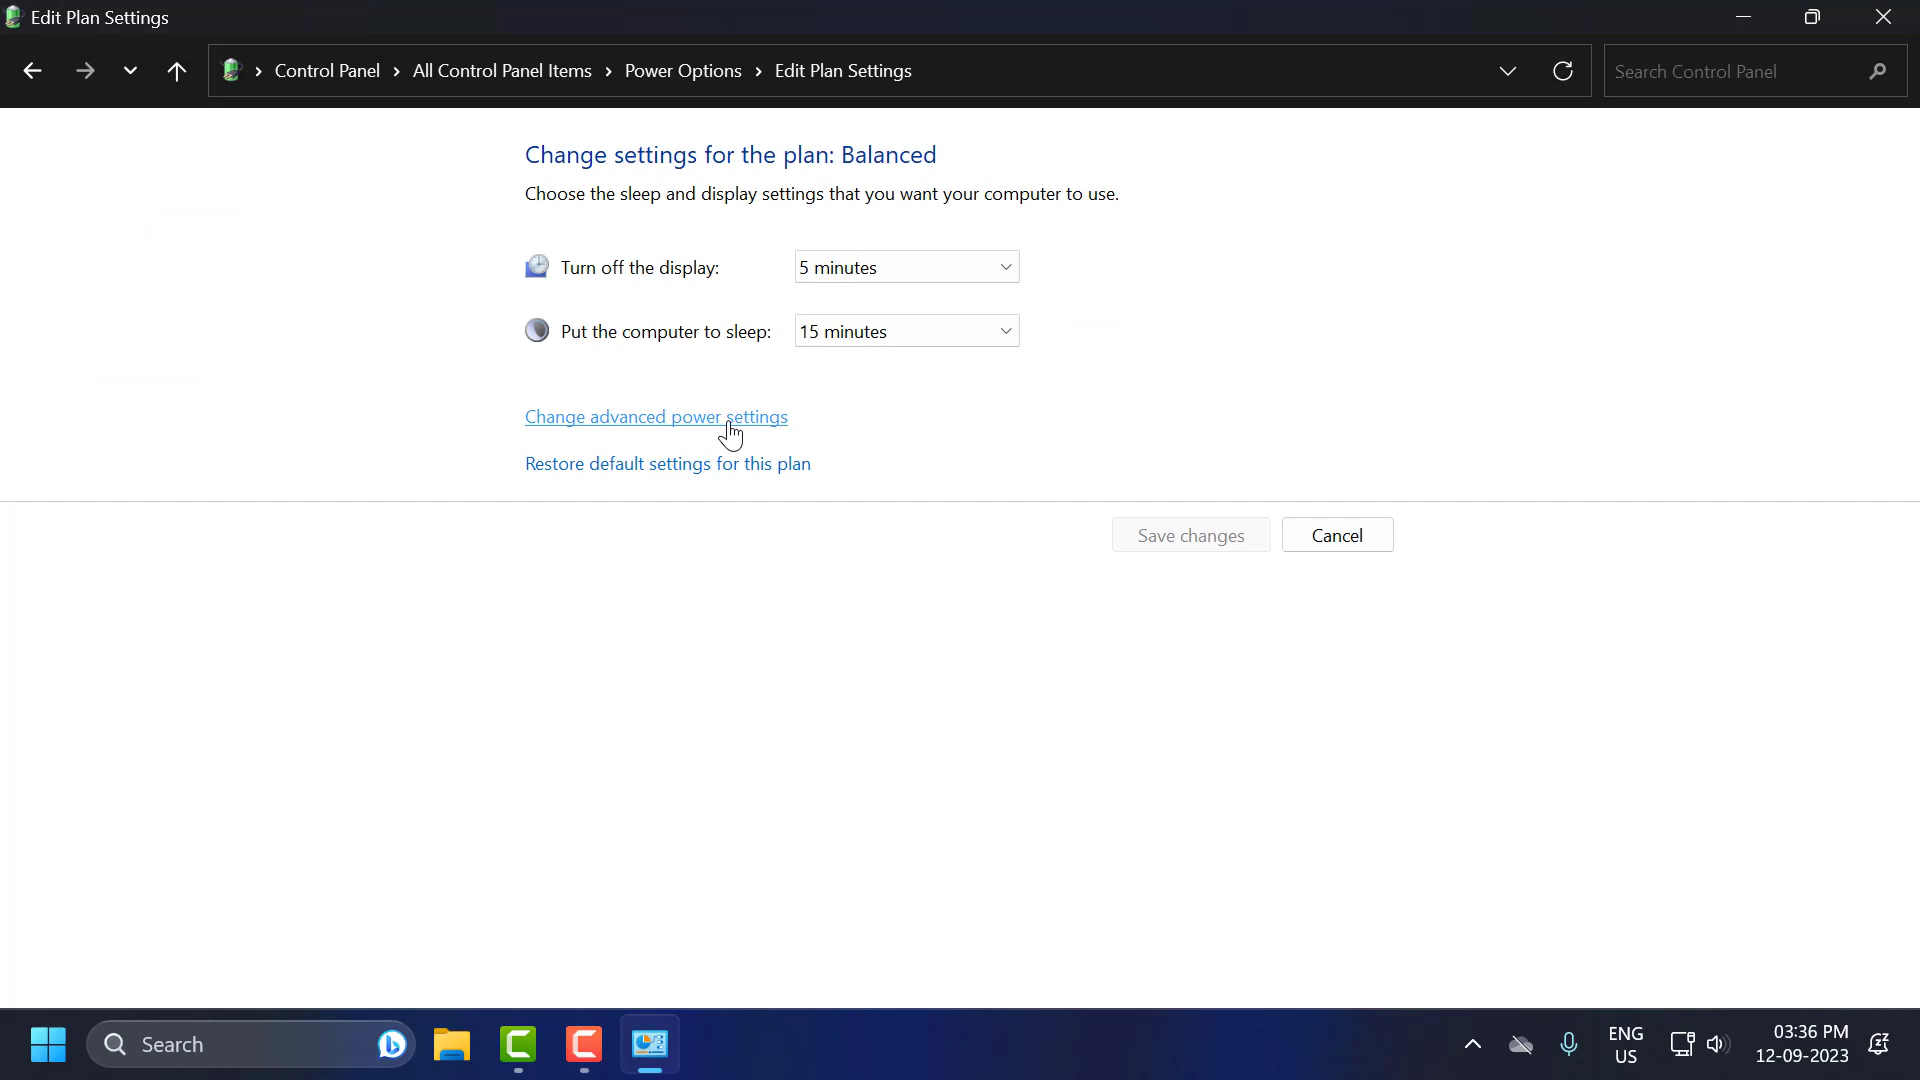 Edit Plan Settings
Control Panel > All Control Panel Items > Power Options > Edit Plan Settings
Search Control Panel
Change settings for the plan: Balanced
Choose the sleep and display settings that you want your computer to use.
Turn off the display: 5 minutes
Put the computer to sleep: 15 minutes
Change advanced power settings
Restore default settings for this plan
Save changes Cancel
Search
ENG
US
03:36 PM
12-09-2023